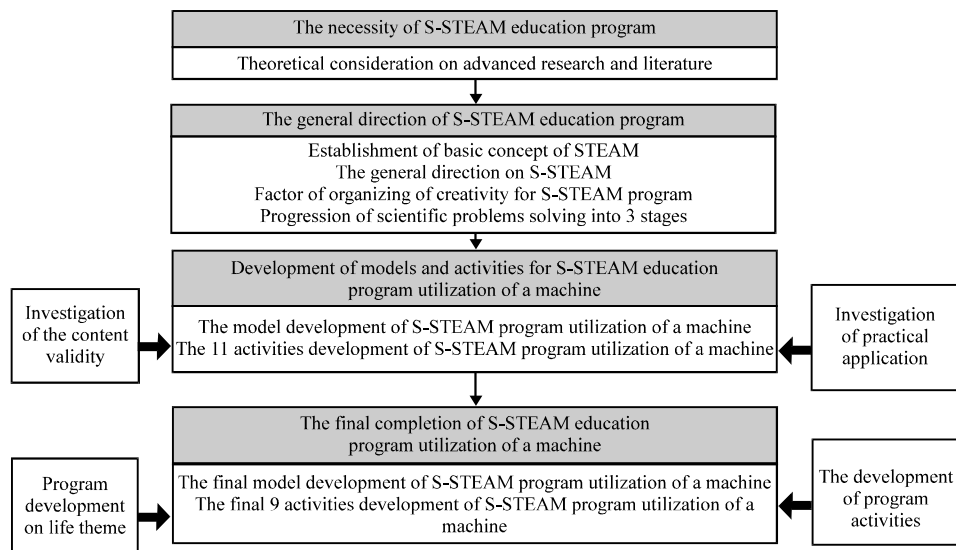 The necessity of S-STEAM education program
Theoretical consideration on advanced research and literature
The general direction of S-STEAM education program
Establishment of basic concept of STEAM
The general direction on S-STEAM
Factor of organizing of creativity for S-STEAM program
Progression of scientific problems solving into 3 stages
Development of models and activities for S-STEAM education
program utilization of a machine
Investigation
of the content
validity
The model development of S-STEAM program utilization of a machine
The 11 activities development of S-STEAM program utilization of a machine
Investigation
of practical
application
The final completion of S-STEAM education
program utilization of a machine
Program
development
on life theme
The final model development of S-STEAM program utilization of a machine
The final 9 activities development of S-STEAM program utilization of a
machine
The development
of program
activities